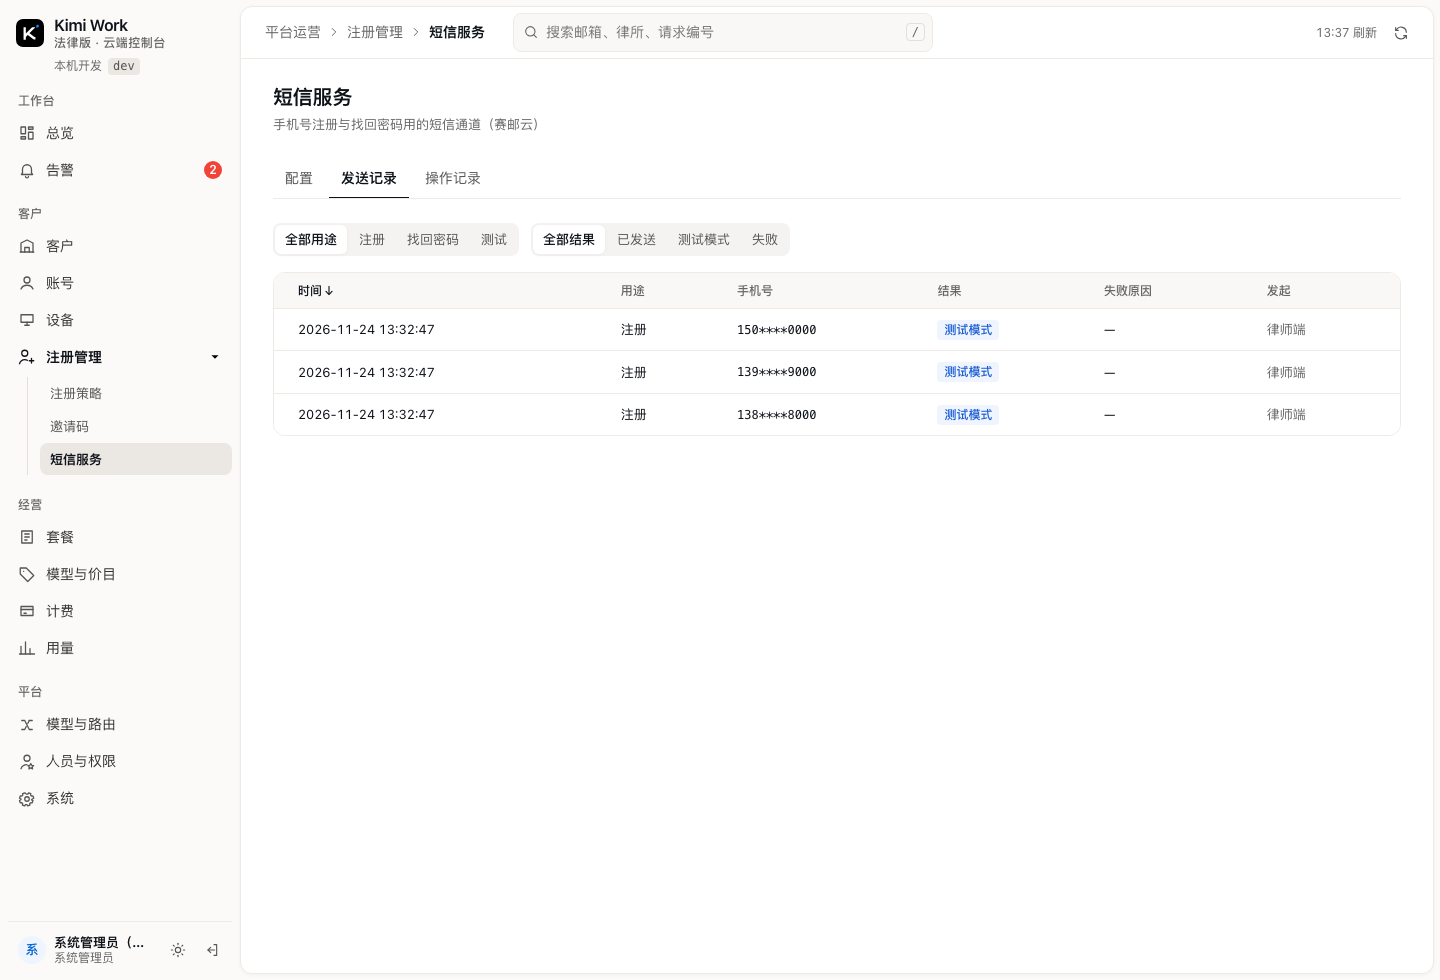 Kimi Work
法律版 · 云端控制台
本机开发 dev
工作台
总览
告警 2
客户
客户
账号
设备
注册管理
注册策略
邀请码
短信服务
经营
套餐
模型与价目
计费
用量
平台
模型与路由
人员与权限
系统
系 系统管理员（...
系统管理员
平台运营 > 注册管理 > 短信服务
搜索邮箱、律所、请求编号 /
13:37 刷新
短信服务
手机号注册与找回密码用的短信通道（赛邮云）
配置 发送记录 操作记录
全部用途 注册 找回密码 测试 全部结果 已发送 测试模式 失败
时间↓ 用途 手机号 结果 失败原因 发起
2026-11-24 13:32:47 注册 150****0000 测试模式 — 律师端
2026-11-24 13:32:47 注册 139****9000 测试模式 — 律师端
2026-11-24 13:32:47 注册 138****8000 测试模式 — 律师端